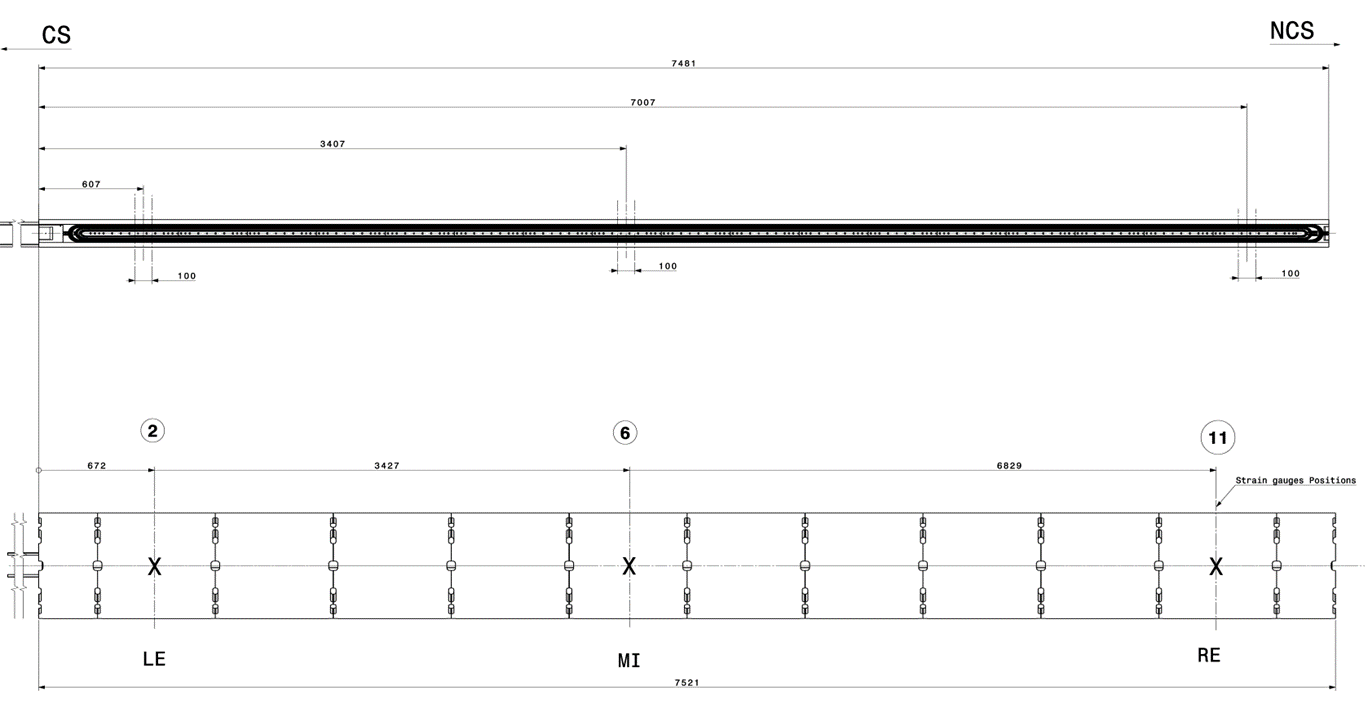 CS
NCS
7481
7007
3407
607
100
100
100
2
6
11
672
3427
6829
Strain gauges Positions
X
X
X
LE
MI
RE
7521